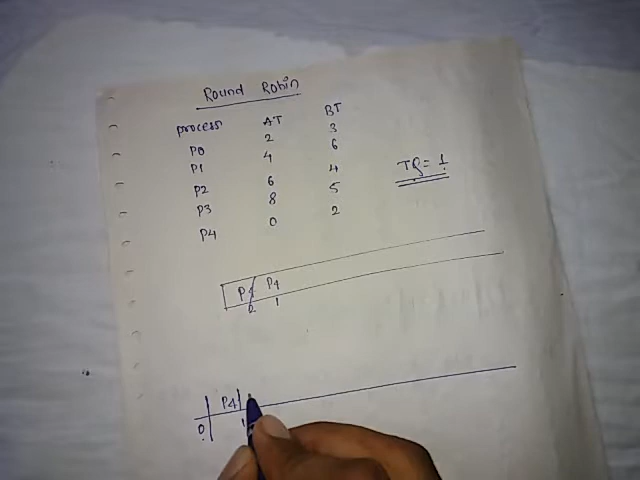 Round Robin
process AT BT
P0 2 3
P1 4 6
P2 6 4
P3 8 5
P4 0 2
TQ = 1
P4 P4
0 1
P4
0 1